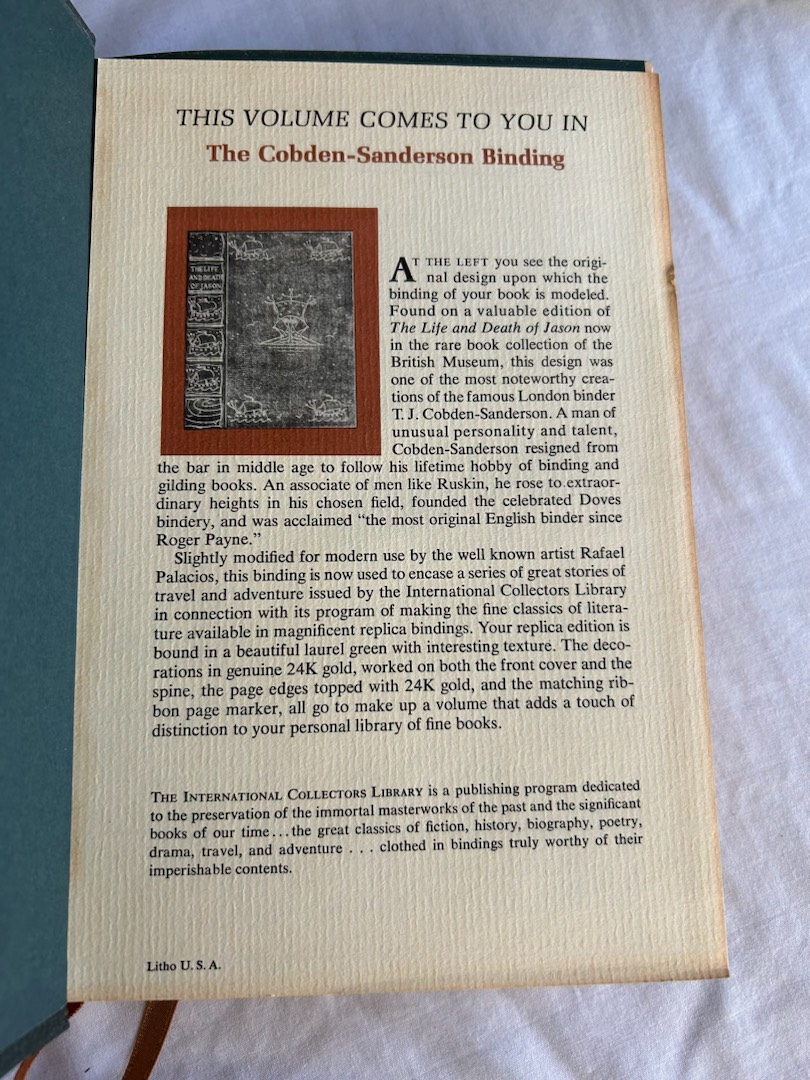 THIS VOLUME COMES TO YOU IN
The Cobden-Sanderson Binding
THE LIFE
AND DEATH
OF JASON
AT THE LEFT you see the origi-
nal design upon which the
binding of your book is modeled.
Found on a valuable edition of
The Life and Death of Jason now
in the rare book collection of the
British Museum, this design was
one of the most noteworthy crea-
tions of the famous London binder
T. J. Cobden-Sanderson. A man of
unusual personality and talent,
Cobden-Sanderson resigned from
the bar in middle age to follow his lifetime hobby of binding and
gilding books. An associate of men like Ruskin, he rose to extraor-
dinary heights in his chosen field, founded the celebrated Doves
bindery, and was acclaimed “the most original English binder since
Roger Payne.”
Slightly modified for modern use by the well known artist Rafael
Palacios, this binding is now used to encase a series of great stories of
travel and adventure issued by the International Collectors Library
in connection with its program of making the fine classics of litera-
ture available in magnificent replica bindings. Your replica edition is
bound in a beautiful laurel green with interesting texture. The deco-
rations in genuine 24K gold, worked on both the front cover and the
spine, the page edges topped with 24K gold, and the matching rib-
bon page marker, all go to make up a volume that adds a touch of
distinction to your personal library of fine books.
THE INTERNATIONAL COLLECTORS LIBRARY is a publishing program dedicated
to the preservation of the immortal masterworks of the past and the significant
books of our time...the great classics of fiction, history, biography, poetry,
drama, travel, and adventure . . . clothed in bindings truly worthy of their
imperishable contents.
Litho U. S. A.